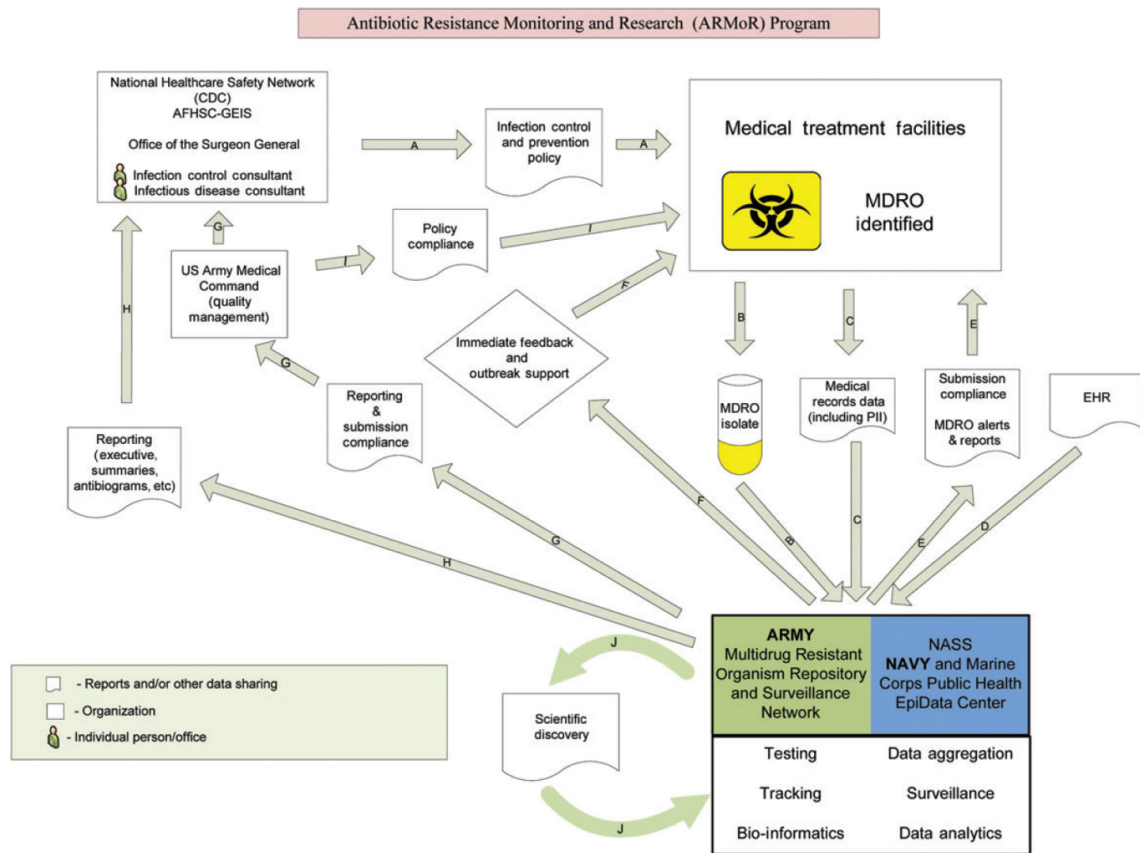 Antibiotic Resistance Monitoring and Research (ARMoR) Program
National Healthcare Safety Network
(CDC)
AFHSC-GEIS
Office of the Surgeon General
Infection control consultant
Infectious disease consultant
A
Infection control
and prevention
policy
A
Medical treatment facilities
MDRO
identified
G
Policy
compliance
I
I
US Army Medical
Command
(quality
management)
H
F
B
C
E
Immediate feedback
and
outbreak support
G
Reporting
&
submission
compliance
MDRO
isolate
Medical
records data
(including PII)
Submission
compliance
MDRO alerts
& reports
EHR
Reporting
(executive,
summaries,
antibiograms, etc)
F
B
C
E
D
G
H
J
ARMY
Multidrug Resistant
Organism Repository
and Surveillance
Network
NASS
NAVY and Marine
Corps Public Health
EpiData Center
- Reports and/or other data sharing
- Organization
- Individual person/office
Scientific
discovery
J
Testing
Data aggregation
Tracking
Surveillance
Bio-informatics
Data analytics